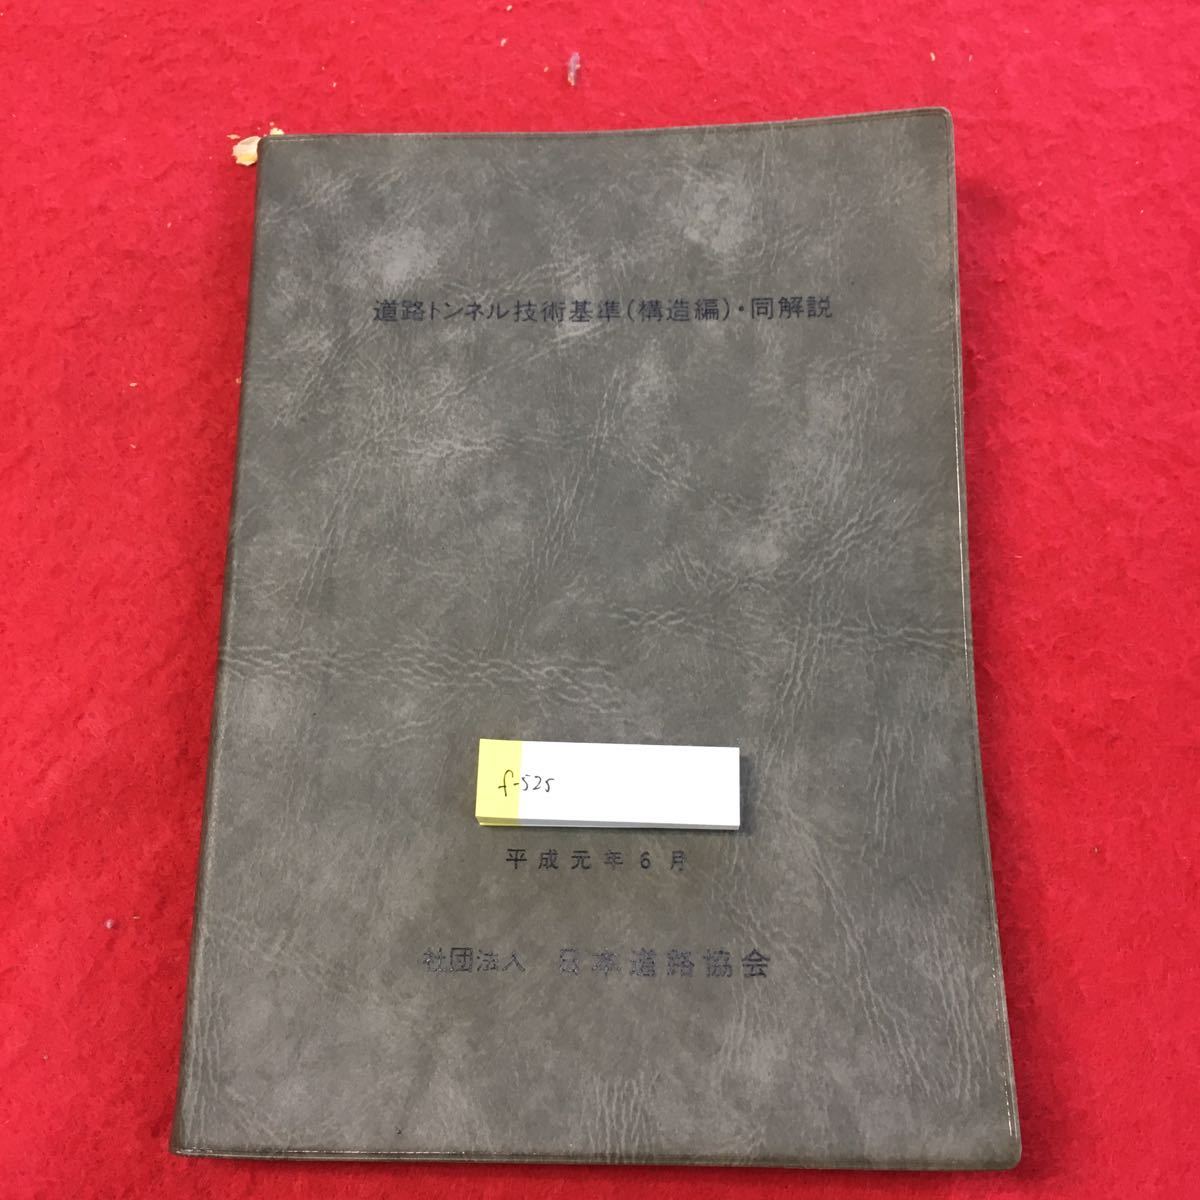 道路トンネル技術基準(構造編)・同解説
f-525
平成元年6月
社団法人 日本道路協会